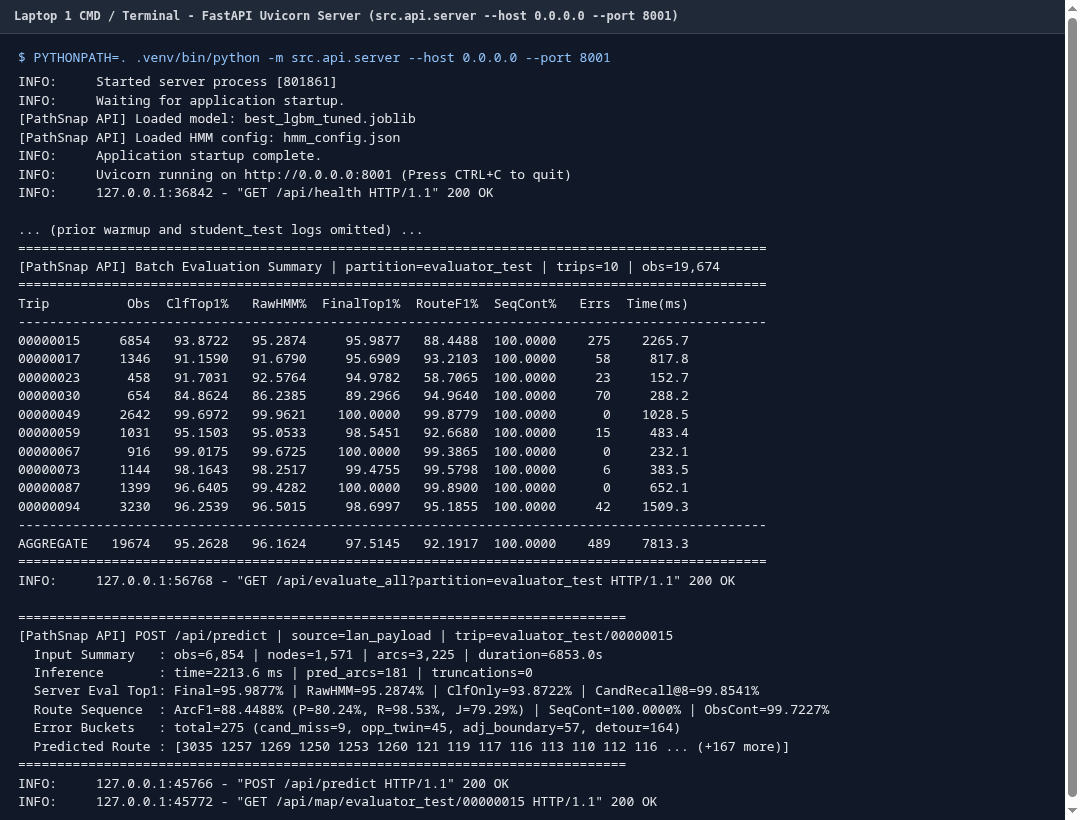 Laptop 1 CMD / Terminal - FastAPI Uvicorn Server (src.api.server --host 0.0.0.0 --port 8001)
$ PYTHONPATH=. .venv/bin/python -m src.api.server --host 0.0.0.0 --port 8001
INFO:     Started server process [801861]
INFO:     Waiting for application startup.
[PathSnap API] Loaded model: best_lgbm_tuned.joblib
[PathSnap API] Loaded HMM config: hmm_config.json
INFO:     Application startup complete.
INFO:     Uvicorn running on http://0.0.0.0:8001 (Press CTRL+C to quit)
INFO:     127.0.0.1:36842 - "GET /api/health HTTP/1.1" 200 OK
... (prior warmup and student_test logs omitted) ...
================================================================================================
[PathSnap API] Batch Evaluation Summary | partition=evaluator_test | trips=10 | obs=19,674
================================================================================================
Trip          Obs  ClfTop1%   RawHMM%  FinalTop1%  RouteF1%  SeqCont%   Errs  Time(ms)
------------------------------------------------------------------------------------------------
00000015     6854   93.8722   95.2874     95.9877   88.4488  100.0000    275    2265.7
00000017     1346   91.1590   91.6790     95.6909   93.2103  100.0000     58     817.8
00000023      458   91.7031   92.5764     94.9782   58.7065  100.0000     23     152.7
00000030      654   84.8624   86.2385     89.2966   94.9640  100.0000     70     288.2
00000049     2642   99.6972   99.9621    100.0000   99.8779  100.0000      0    1028.5
00000059     1031   95.1503   95.0533     98.5451   92.6680  100.0000     15     483.4
00000067      916   99.0175   99.6725    100.0000   99.3865  100.0000      0     232.1
00000073     1144   98.1643   98.2517     99.4755   99.5798  100.0000      6     383.5
00000087     1399   96.6405   99.4282    100.0000   99.8900  100.0000      0     652.1
00000094     3230   96.2539   96.5015     98.6997   95.1855  100.0000     42    1509.3
------------------------------------------------------------------------------------------------
AGGREGATE   19674   95.2628   96.1624     97.5145   92.1917  100.0000    489    7813.3
================================================================================================
INFO:     127.0.0.1:56768 - "GET /api/evaluate_all?partition=evaluator_test HTTP/1.1" 200 OK
==============================================================================
[PathSnap API] POST /api/predict | source=lan_payload | trip=evaluator_test/00000015
  Input Summary   : obs=6,854 | nodes=1,571 | arcs=3,225 | duration=6853.0s
  Inference       : time=2213.6 ms | pred_arcs=181 | truncations=0
  Server Eval Top1: Final=95.9877% | RawHMM=95.2874% | ClfOnly=93.8722% | CandRecall@8=99.8541%
  Route Sequence  : ArcF1=88.4488% (P=80.24%, R=98.53%, J=79.29%) | SeqCont=100.0000% | ObsCont=99.7227%
  Error Buckets   : total=275 (cand_miss=9, opp_twin=45, adj_boundary=57, detour=164)
  Predicted Route : [3035 1257 1269 1250 1253 1260 121 119 117 116 113 110 112 116 ... (+167 more)]
==============================================================================
INFO:     127.0.0.1:45766 - "POST /api/predict HTTP/1.1" 200 OK
INFO:     127.0.0.1:45772 - "GET /api/map/evaluator_test/00000015 HTTP/1.1" 200 OK